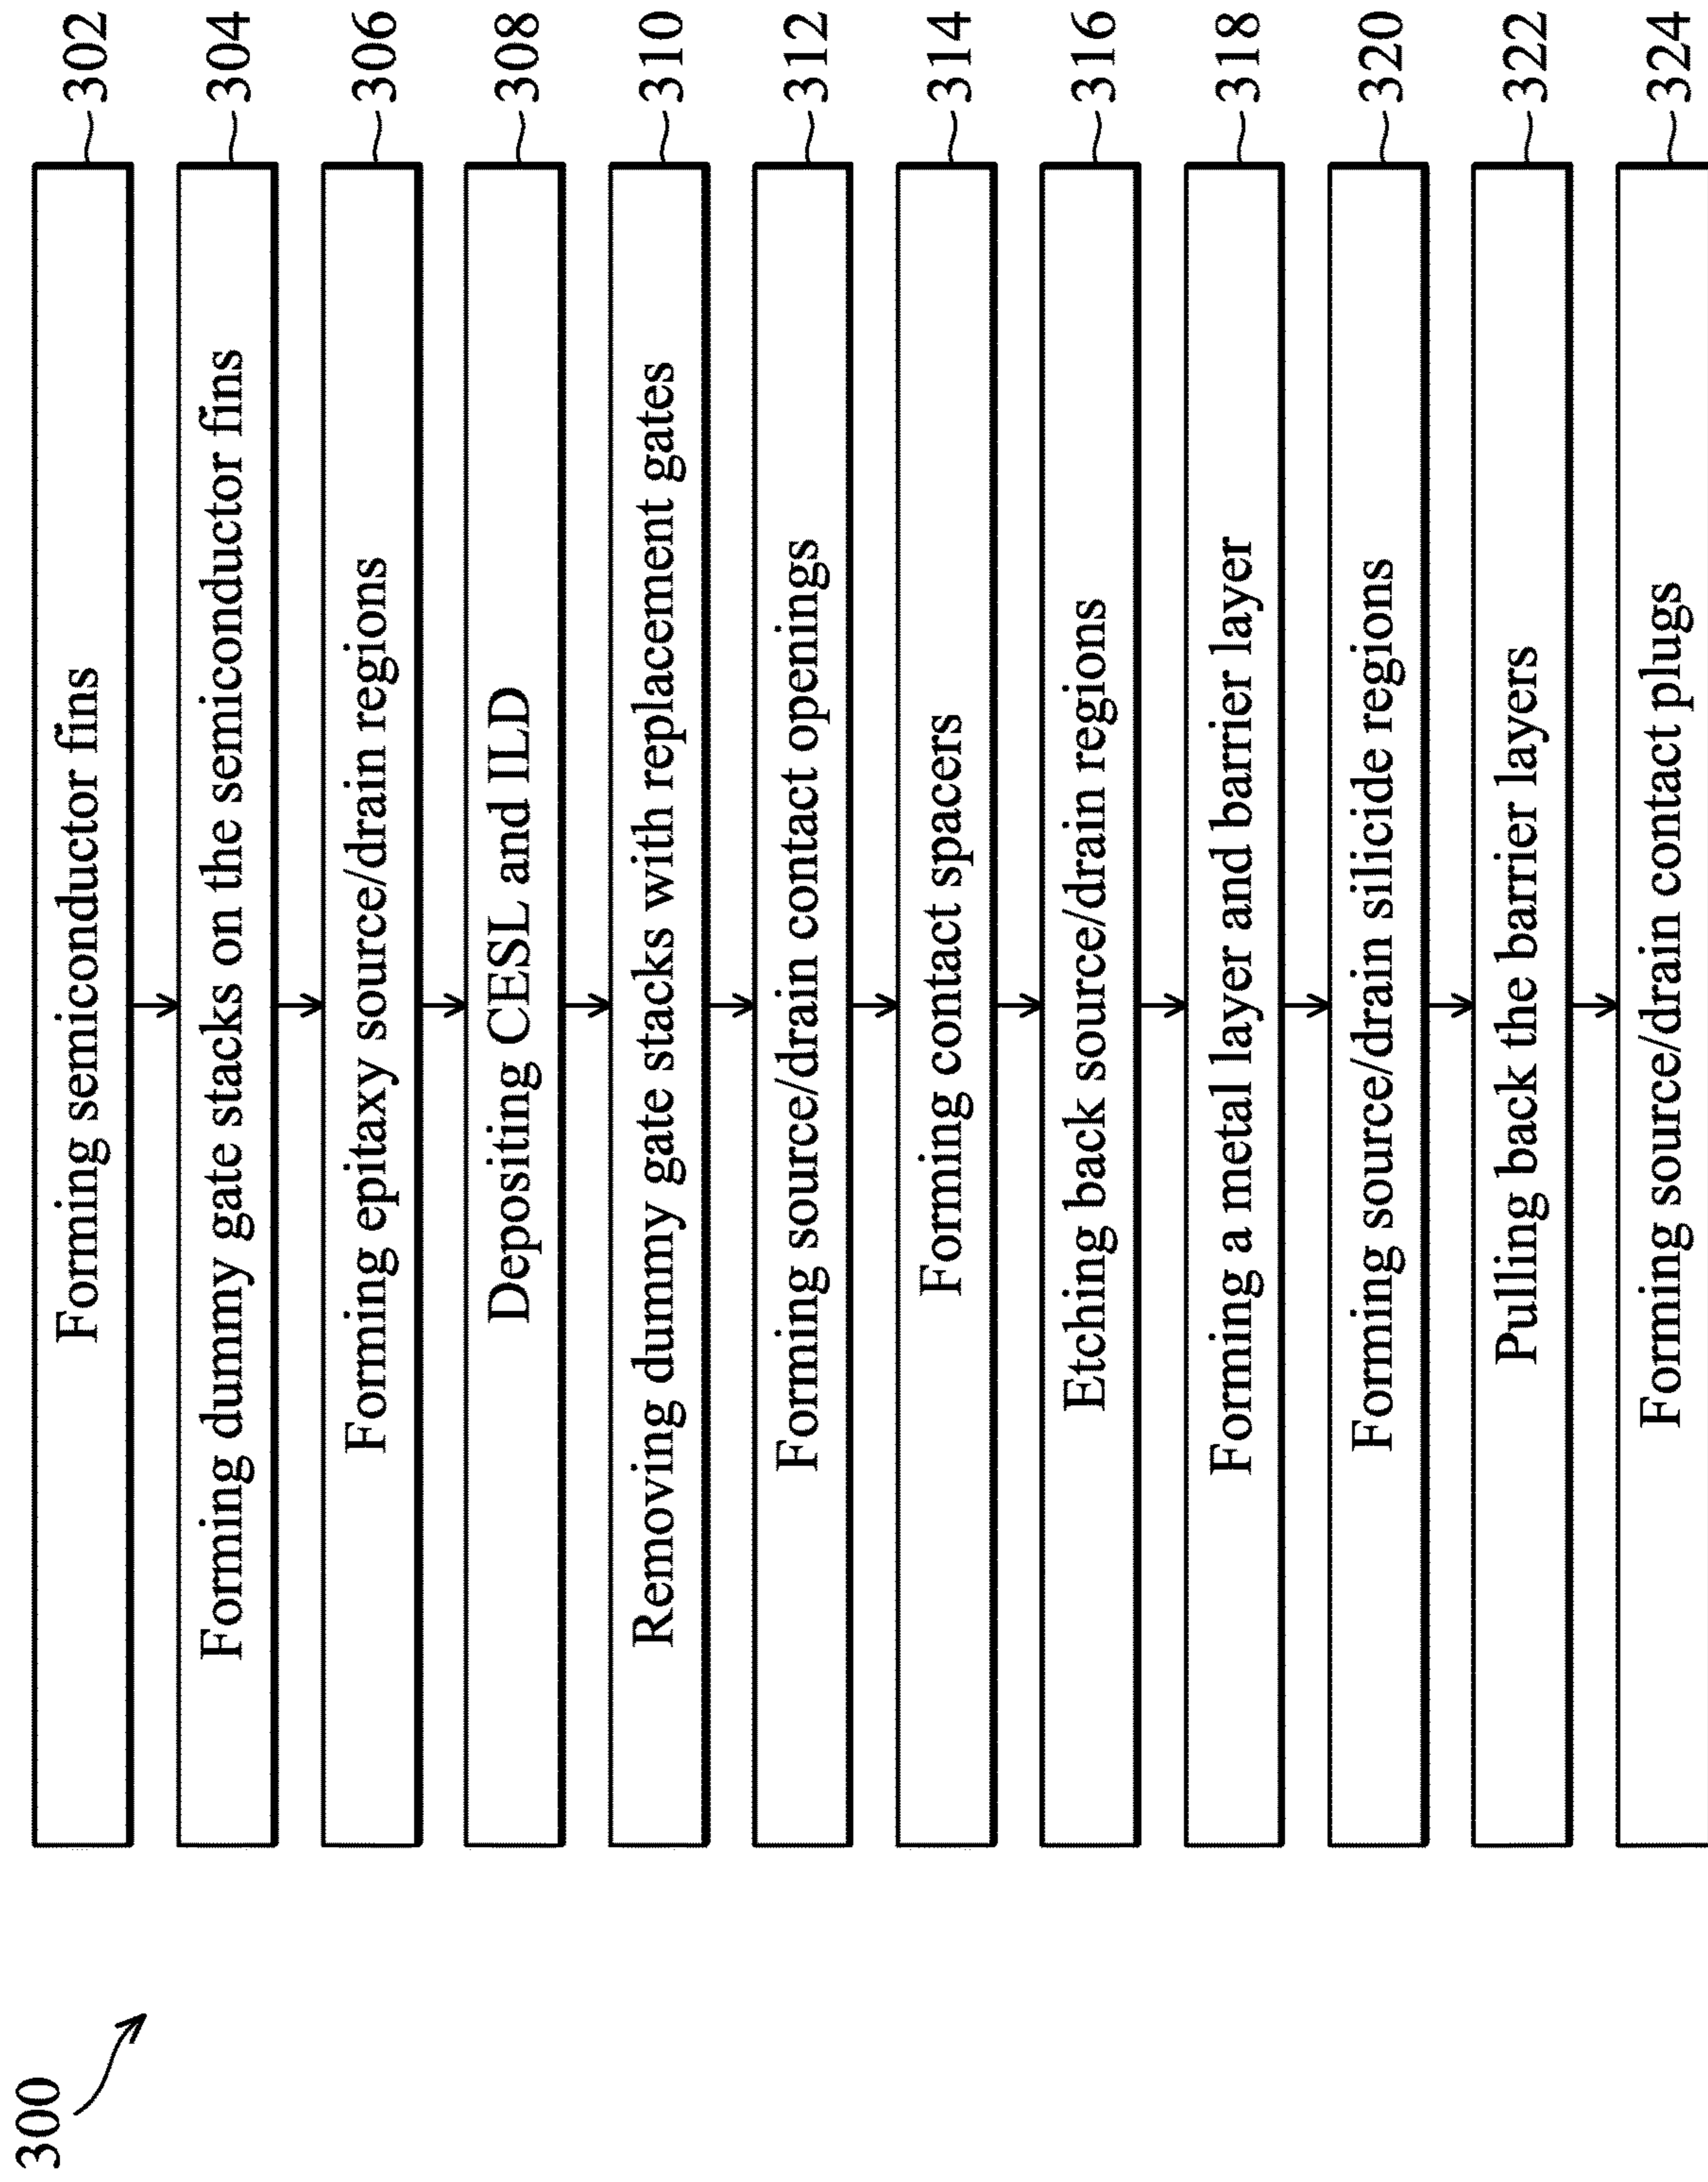 300
Forming semiconductor fins 302
Forming dummy gate stacks on the semiconductor fins 304
Forming epitaxy source/drain regions 306
Depositing CESL and ILD 308
Removing dummy gate stacks with replacement gates 310
Forming source/drain contact openings 312
Forming contact spacers 314
Etching back source/drain regions 316
Forming a metal layer and barrier layer 318
Forming source/drain silicide regions 320
Pulling back the barrier layers 322
Forming source/drain contact plugs 324